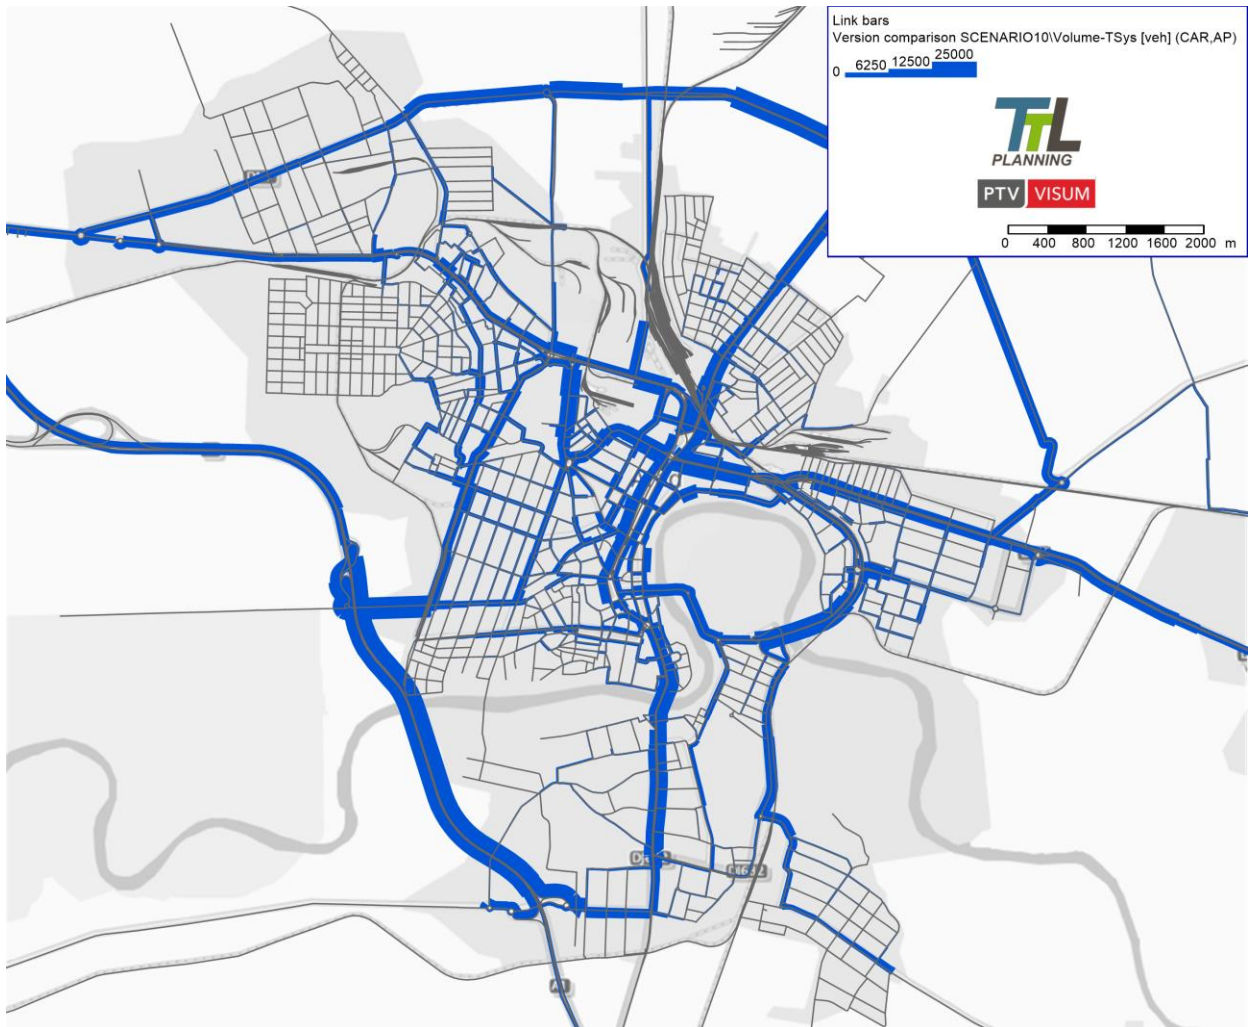 Link bars
Version comparison SCENARIO10\Volume-TSys [veh] (CAR,AP)
0 6250 12500 25000
TTL
PLANNING
PTV VISUM
0 400 800 1200 1600 2000 m